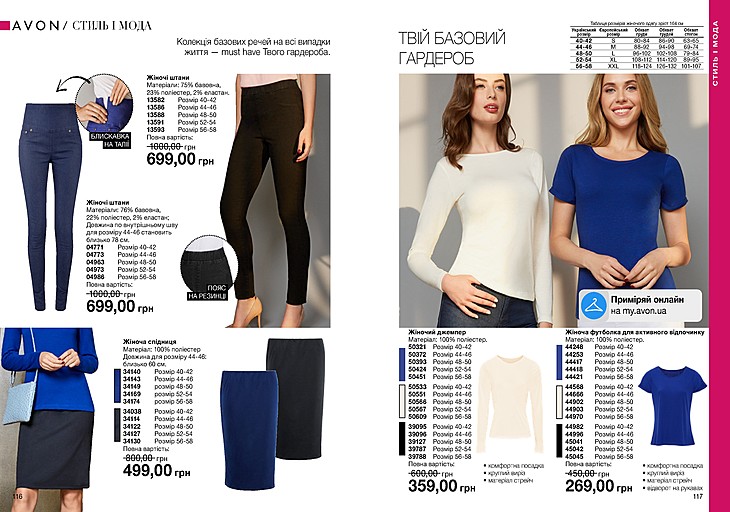 AVON / СТИЛЬ І МОДА
Колекція базових речей на всі випадки
життя — must have Твого гардероба.
БЛИСКАВКА
НА ТАЛІЇ
Жіночі штани
Матеріали: 75% бавовна,
23% поліестер, 2% еластан.
13582 Розмір 40-42
13586 Розмір 44-46
13588 Розмір 48-50
13591 Розмір 52-54
13593 Розмір 56-58
Повна вартість:
1000,00 грн
699,00 грн
Жіночі штани
Матеріали: 76% бавовна,
22% поліестер, 2% еластан;
Довжина по внутрішньому шву
для розміру 44-46 становить
близько 78 см.
04771 Розмір 40-42
04773 Розмір 44-46
04963 Розмір 48-50
04973 Розмір 52-54
04986 Розмір 56-58
Повна вартість:
1000,00 грн
699,00 грн
ПОЯС
НА РЕЗИНЦІ
Жіноча спідниця
Матеріал: 100% поліестер
Довжина для розміру 44-46:
близько 60 см.
34140 Розмір 40-42
34143 Розмір 44-46
34149 Розмір 48-50
34169 Розмір 52-54
34174 Розмір 56-58
34038 Розмір 40-42
34114 Розмір 44-46
34122 Розмір 48-50
34127 Розмір 52-54
34130 Розмір 56-58
Повна вартість:
800,00 грн
499,00 грн
116
ТВІЙ БАЗОВИЙ
ГАРДЕРОБ
Таблиця розмірів жіночого одягу зріст 164 см
Український розмір Європейський розмір Обхват грудей Обхват стегон
40-42 S 80-84 86-90 63-65
44-46 M 88-92 94-98 69-74
48-50 L 96-102 102-108 79-84
52-54 XL 108-112 114-120 89-95
56-58 XXL 118-124 126-132 101-107
СТИЛЬ І МОДА
Приміряй онлайн
на my.avon.ua
Жіночий джемпер
Матеріал: 100% поліестер.
50321 Розмір 40-42
50372 Розмір 44-46
50393 Розмір 48-50
50424 Розмір 52-54
50451 Розмір 56-58
50533 Розмір 40-42
50551 Розмір 44-46
50566 Розмір 48-50
50567 Розмір 52-54
50609 Розмір 56-58
39095 Розмір 40-42
39096 Розмір 44-46
39127 Розмір 48-50
39787 Розмір 52-54
39788 Розмір 56-58
Повна вартість:
600,00 грн
359,00 грн
• комфортна посадка
• круглий виріз
• матеріал стрейч
Жіноча футболка для активного відпочинку
Матеріал: 100% поліестер.
44248 Розмір 40-42
44253 Розмір 44-46
44417 Розмір 48-50
44418 Розмір 52-54
44421 Розмір 56-58
44568 Розмір 40-42
44666 Розмір 44-46
44902 Розмір 48-50
44903 Розмір 52-54
44970 Розмір 56-58
44982 Розмір 40-42
44996 Розмір 44-46
45041 Розмір 48-50
45042 Розмір 52-54
45045 Розмір 56-58
Повна вартість:
450,00 грн
269,00 грн
• комфортна посадка
• круглий виріз
• матеріал стрейч
• відворот на рукавах
117